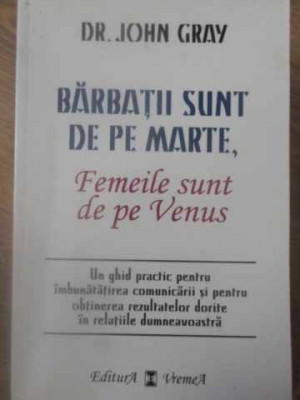 DR. JOHN GRAY
BĂRBAȚII SUNT
DE PE MARTE,
Femeile sunt
de pe Venus
Un ghid practic pentru
îmbunătățirea comunicării și pentru
obținerea rezultatelor dorite
în relațiile dumneavoastră
EdituraA VremeA